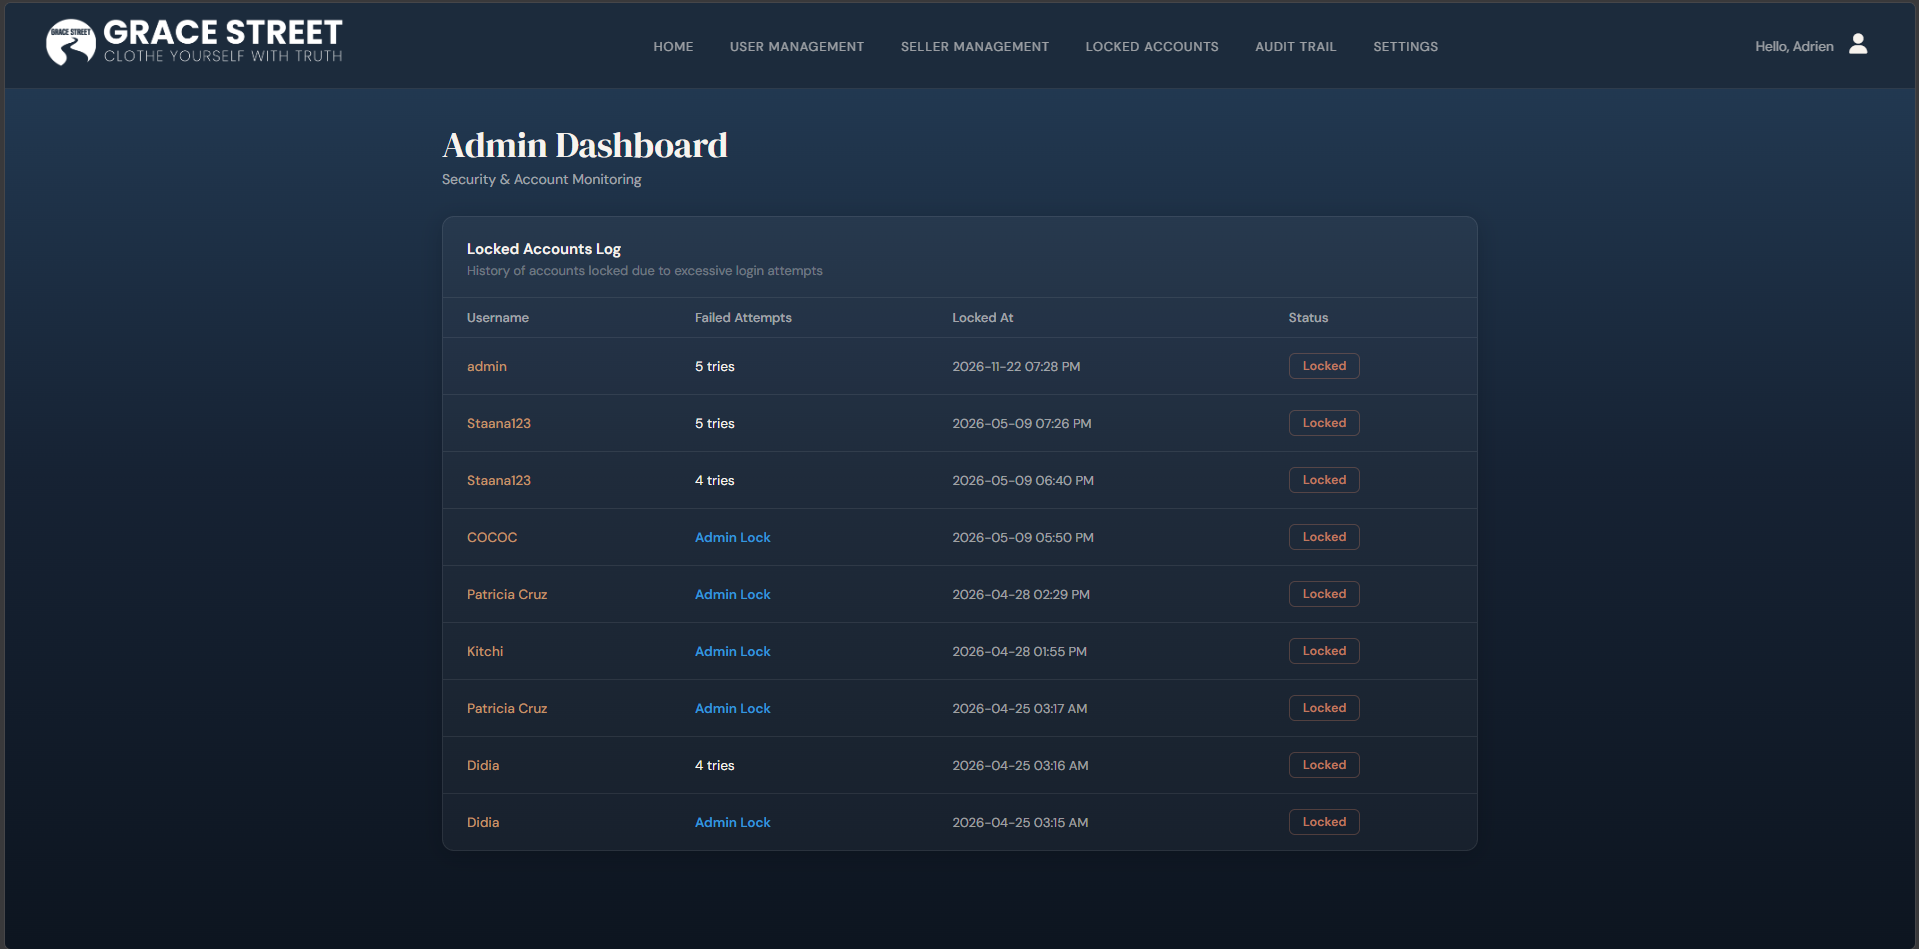 GRACE STREET
GRACE STREET
CLOTHE YOURSELF WITH TRUTH
HOME USER MANAGEMENT SELLER MANAGEMENT LOCKED ACCOUNTS AUDIT TRAIL SETTINGS
Hello, Adrien
Admin Dashboard
Security & Account Monitoring
Locked Accounts Log
History of accounts locked due to excessive login attempts
Username Failed Attempts Locked At Status
admin 5 tries 2026-11-22 07:28 PM Locked
Staana123 5 tries 2026-05-09 07:26 PM Locked
Staana123 4 tries 2026-05-09 06:40 PM Locked
COCOC Admin Lock 2026-05-09 05:50 PM Locked
Patricia Cruz Admin Lock 2026-04-28 02:29 PM Locked
Kitchi Admin Lock 2026-04-28 01:55 PM Locked
Patricia Cruz Admin Lock 2026-04-25 03:17 AM Locked
Didia 4 tries 2026-04-25 03:16 AM Locked
Didia Admin Lock 2026-04-25 03:15 AM Locked